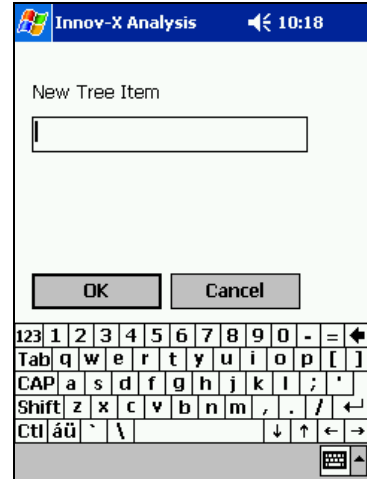 Innov-X Analysis 10:18
New Tree Item
OK Cancel
123 1 2 3 4 5 6 7 8 9 0 - =
Tab q w e r t y u i o p [ ]
CAP a s d f g h j k l ; '
Shift z x c v b n m , . /
Ctl áü ` \ ↓ ↑ ← →